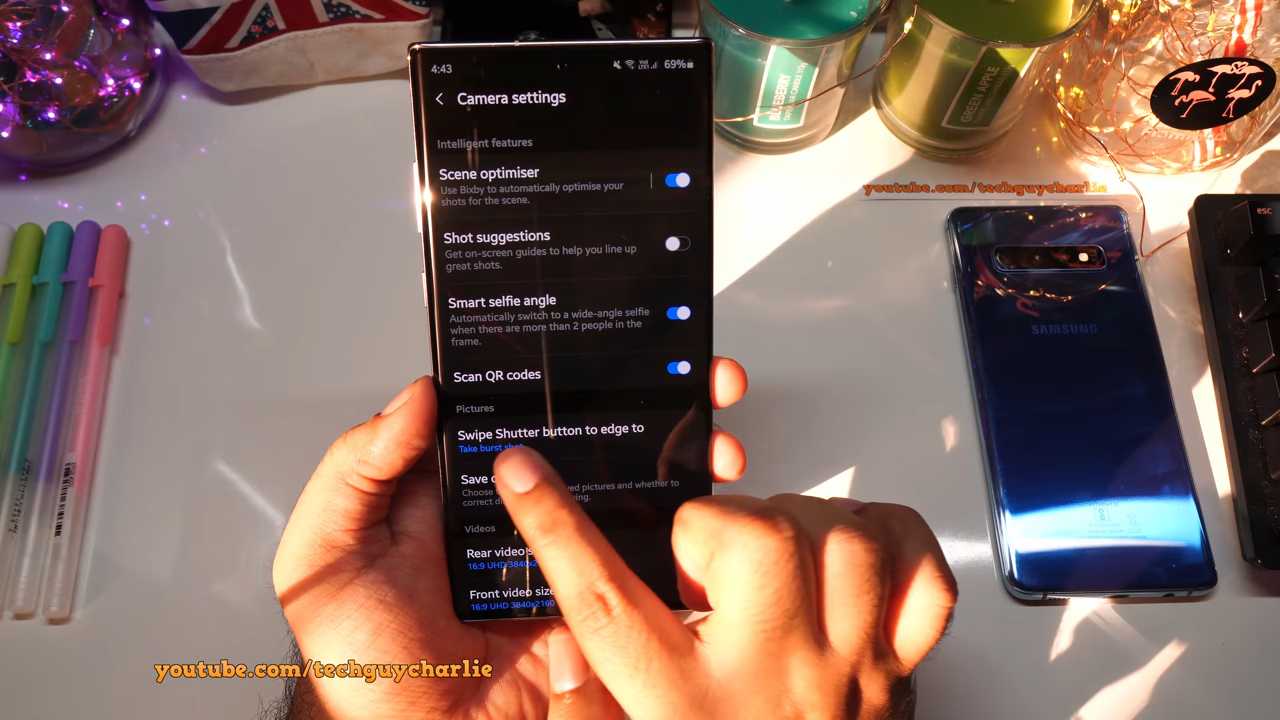 4:43
69%
Camera settings
Intelligent features
Scene optimiser
Use Bixby to automatically optimise your
shots for the scene.
Shot suggestions
Get on-screen guides to help you line up
great shots.
Smart selfie angle
Automatically switch to a wide-angle selfie
when there are more than 2 people in the
frame.
Scan QR codes
Pictures
Swipe Shutter button to edge to
Take burst
Save
Choose
pictures and whether to
correct
Videos
Rear video
16:9 UHD
Front video size
16:9 UHD 3840x2160
BLUEBERRY
GREEN APPLE
youtube.com/techguycharlie
SAMSUNG
esc
youtube.com/techguycharlie